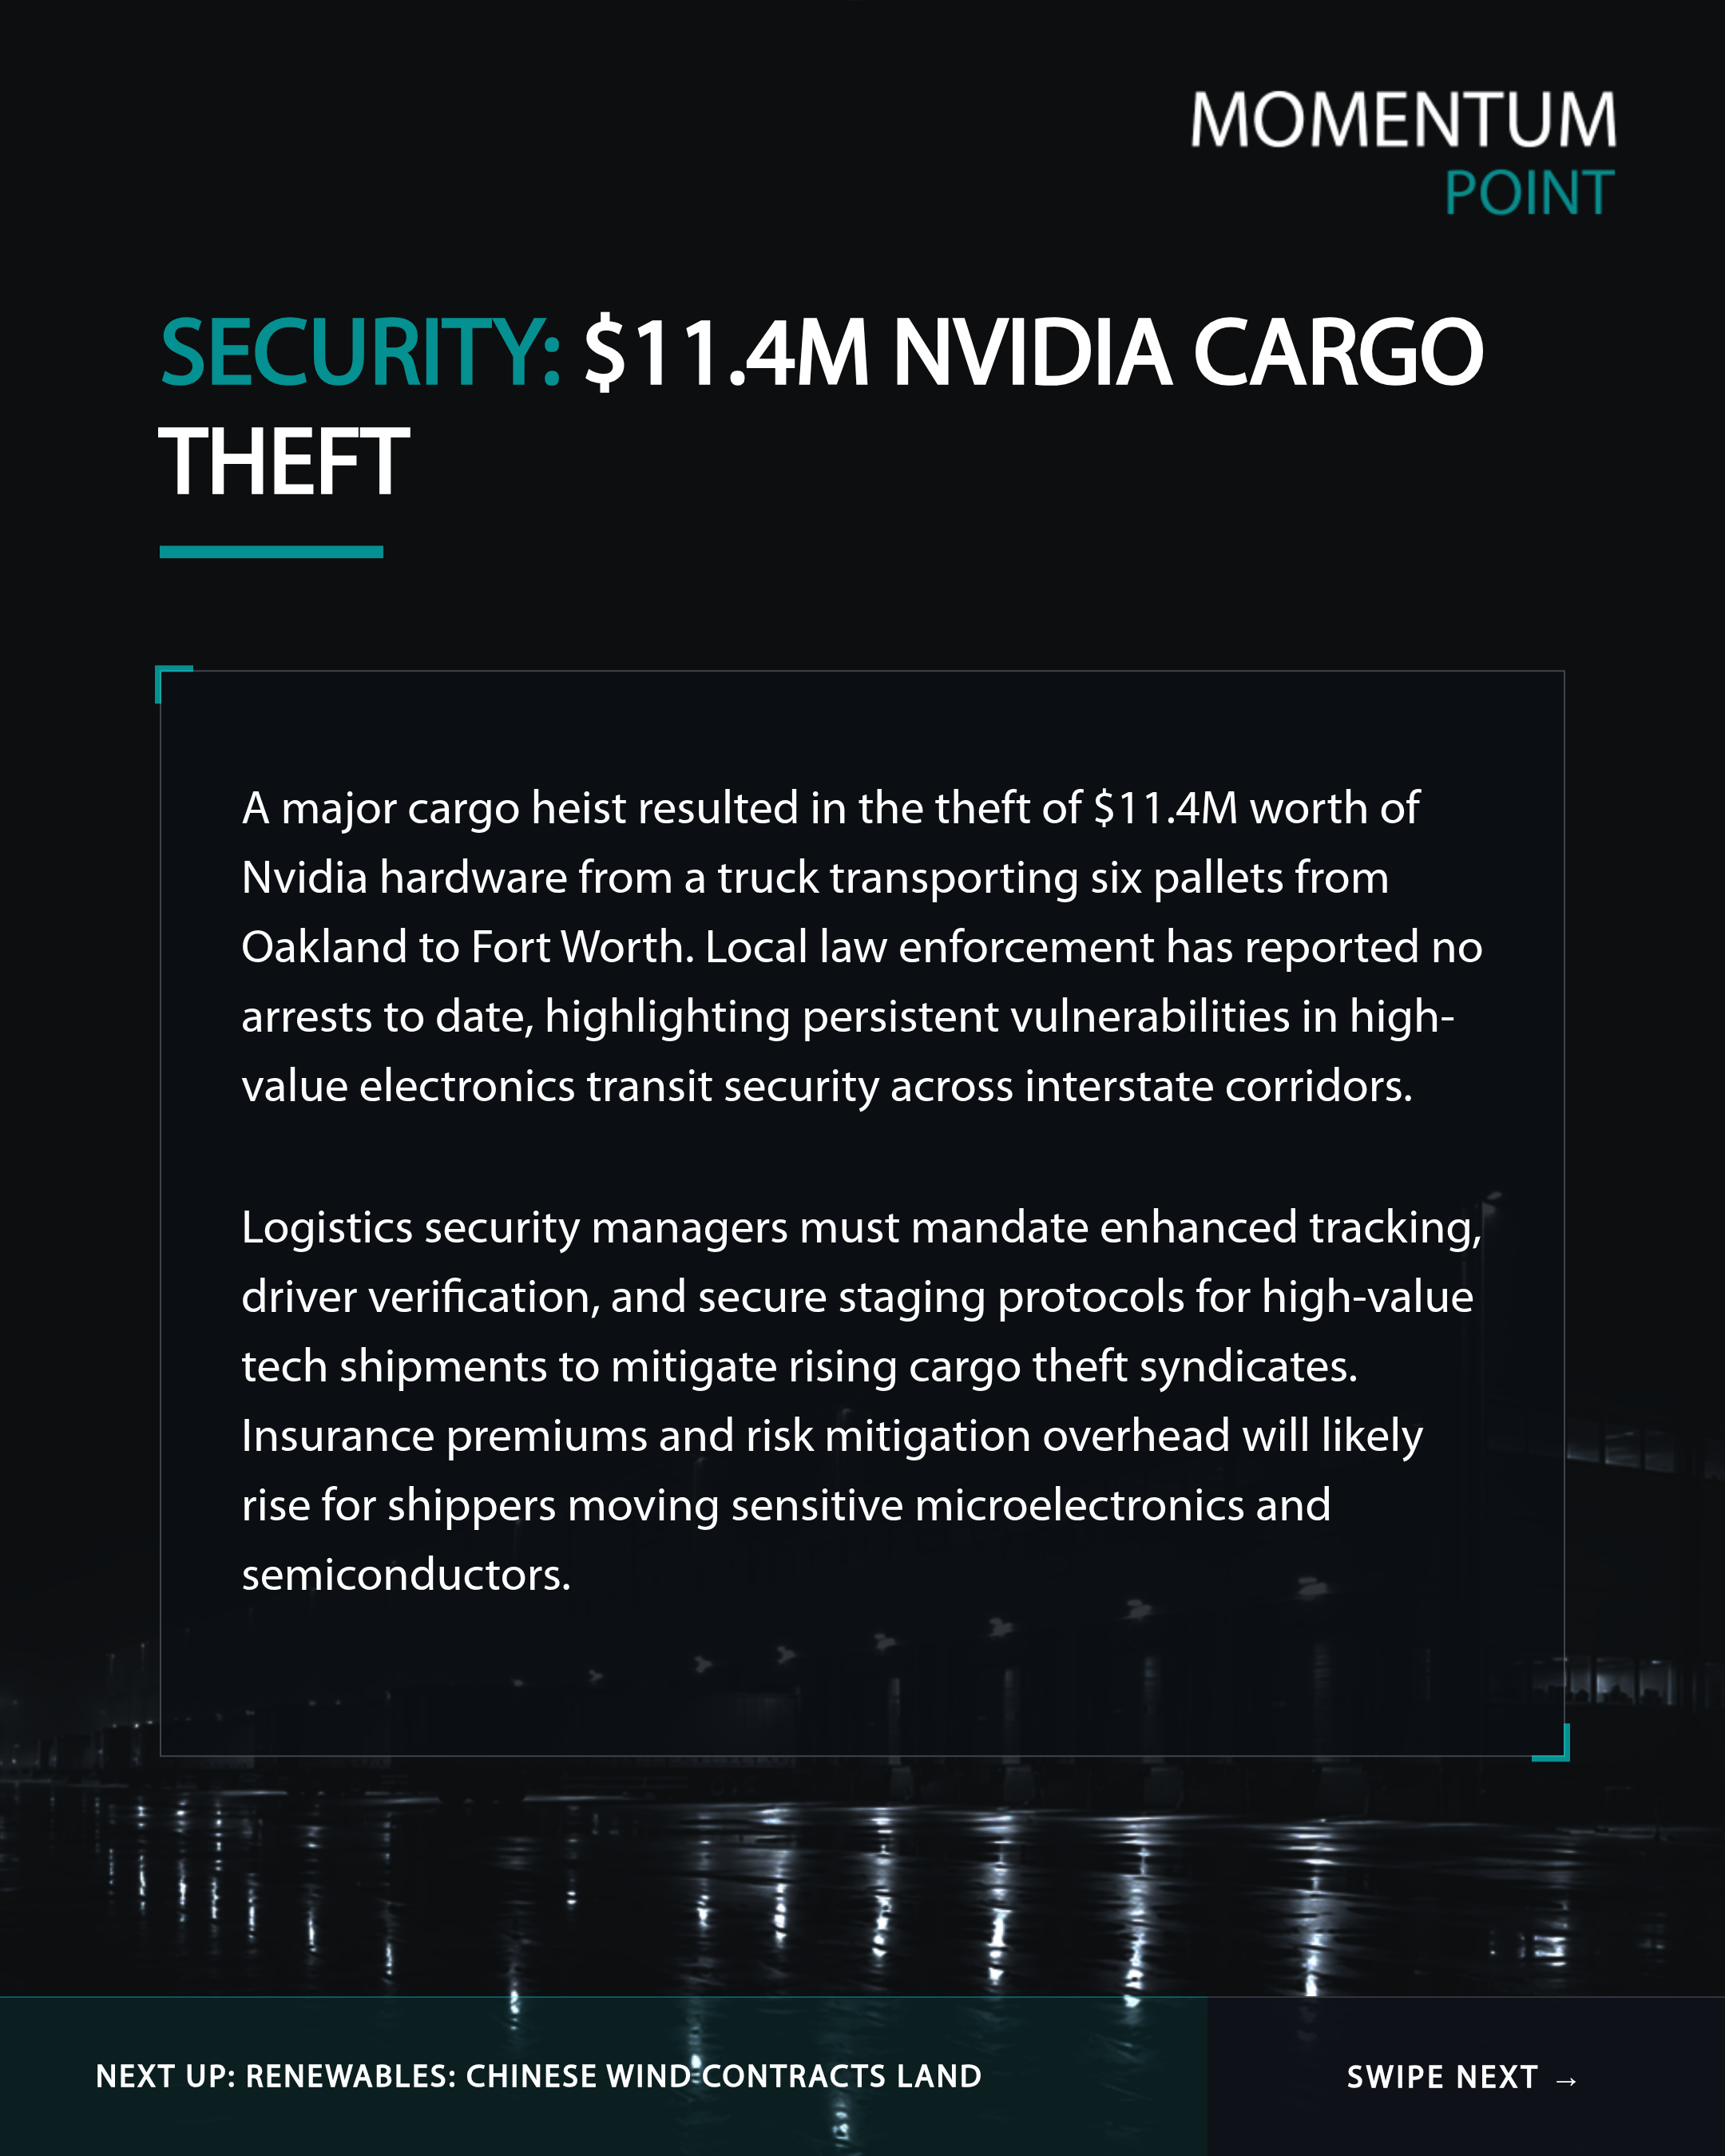 MOMENTUM
POINT
SECURITY: $11.4M NVIDIA CARGO
THEFT
A major cargo heist resulted in the theft of $11.4M worth of
Nvidia hardware from a truck transporting six pallets from
Oakland to Fort Worth. Local law enforcement has reported no
arrests to date, highlighting persistent vulnerabilities in high-
value electronics transit security across interstate corridors.
Logistics security managers must mandate enhanced tracking,
driver verification, and secure staging protocols for high-value
tech shipments to mitigate rising cargo theft syndicates.
Insurance premiums and risk mitigation overhead will likely
rise for shippers moving sensitive microelectronics and
semiconductors.
NEXT UP: RENEWABLES: CHINESE WIND CONTRACTS LAND
SWIPE NEXT →